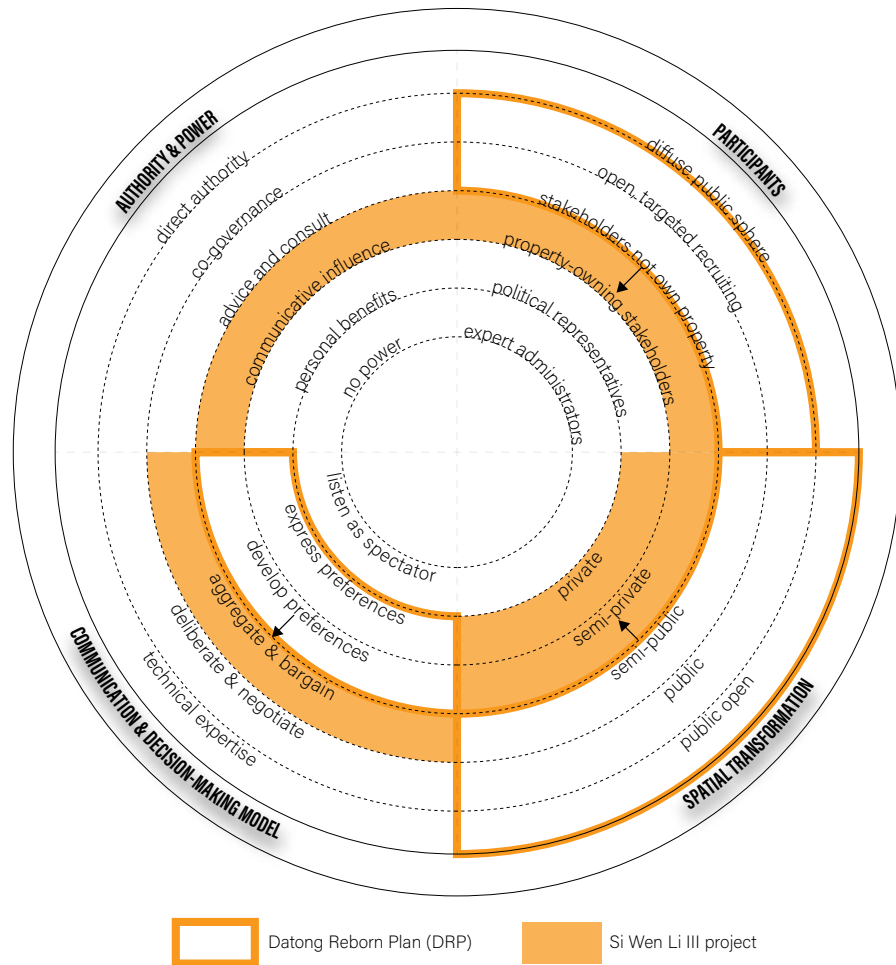 AUTHORITY & POWER
direct authority
co-governance
advice and consult
communicative influence
personal benefits
no power
PARTICIPANTS
diffuse public sphere
open, targeted recruiting
stakeholders not own property
property-owning stakeholders
political representatives
expert administrators
listen as spectator
express preferences
develop preferences
aggregate & bargain
deliberate & negotiate
technical expertise
COMMUNICATION & DECISION-MAKING MODEL
private
semi-private
semi-public
public
public open
SPATIAL TRANSFORMATION
Datong Reborn Plan (DRP)
Si Wen Li III project